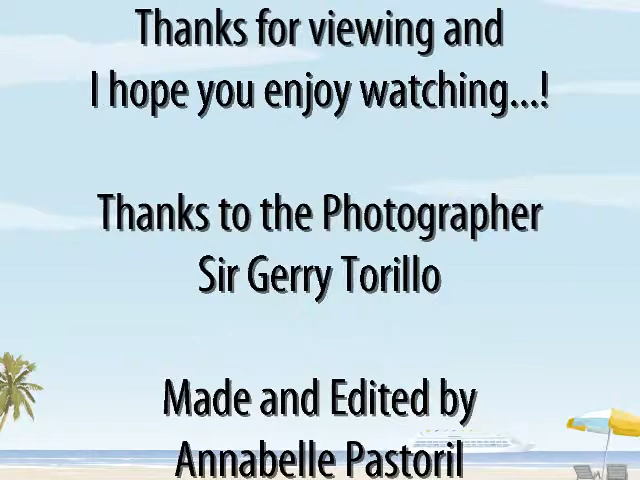 Thanks for viewing and
I hope you enjoy watching...!
Thanks to the Photographer
Sir Gerry Torillo
Made and Edited by
Annabelle Pastoril